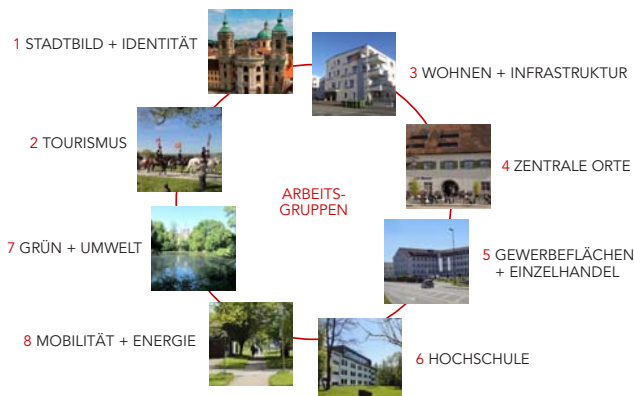 1 STADTBILD + IDENTITÄT
3 WOHNEN + INFRASTRUKTUR
2 TOURISMUS
4 ZENTRALE ORTE
ARBEITS-
GRUPPEN
7 GRÜN + UMWELT
5 GEWERBEFLÄCHEN
+ EINZELHANDEL
8 MOBILITÄT + ENERGIE
6 HOCHSCHULE